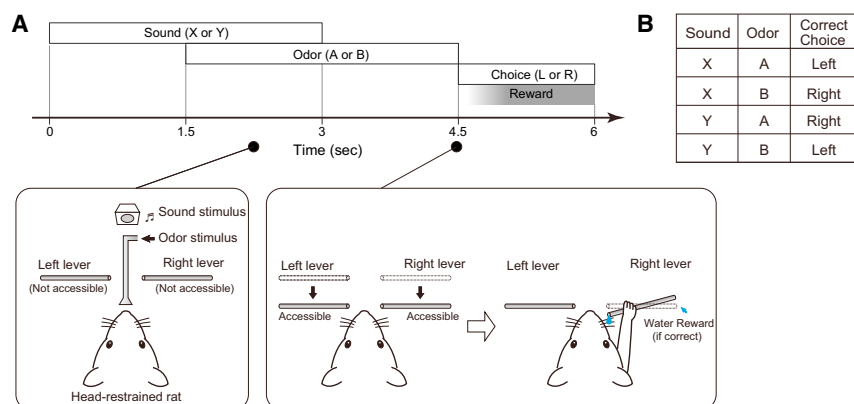 A
Sound (X or Y)
Odor (A or B)
Choice (L or R)
Reward
0 1.5 3 4.5 6
Time (sec)
Sound stimulus
Odor stimulus
Left lever
(Not accessible)
Right lever
(Not accessible)
Head-restrained rat
Left lever
Right lever
Accessible
Accessible
Left lever
Right lever
Water Reward
(if correct)
B
Sound Odor Correct
Choice
X A Left
X B Right
Y A Right
Y B Left